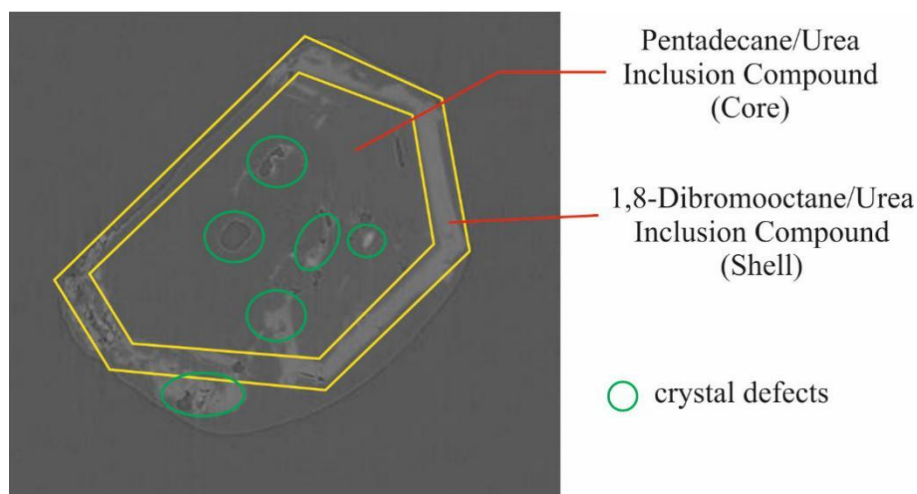 Pentadecane/Urea
Inclusion Compound
(Core)
1,8-Dibromooctane/Urea
Inclusion Compound
(Shell)
crystal defects